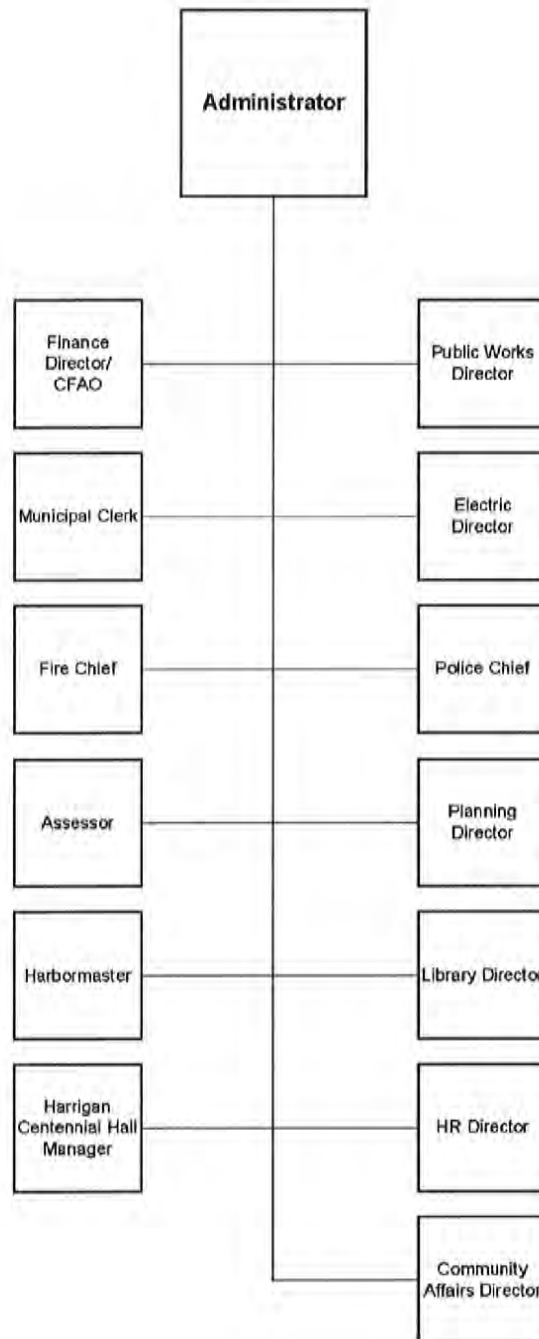 Administrator
Finance
Director/
CFAO
Public Works
Director
Municipal Clerk
Electric
Director
Fire Chief
Police Chief
Assessor
Planning
Director
Harbormaster
Library Director
Harrigan
Centennial Hall
Manager
HR Director
Community
Affairs Director